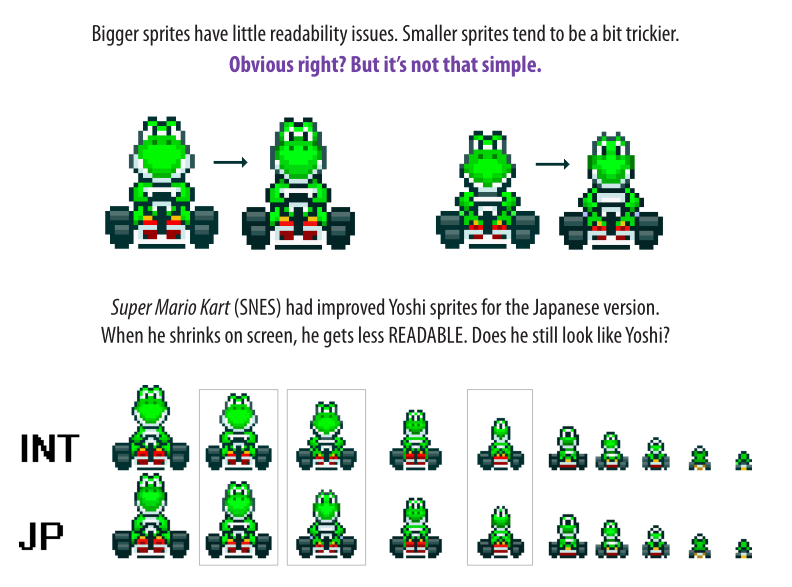 Bigger sprites have little readability issues. Smaller sprites tend to be a bit trickier.
Obvious right? But it’s not that simple.
Super Mario Kart (SNES) had improved Yoshi sprites for the Japanese version.
When he shrinks on screen, he gets less READABLE. Does he still look like Yoshi?
INT
JP